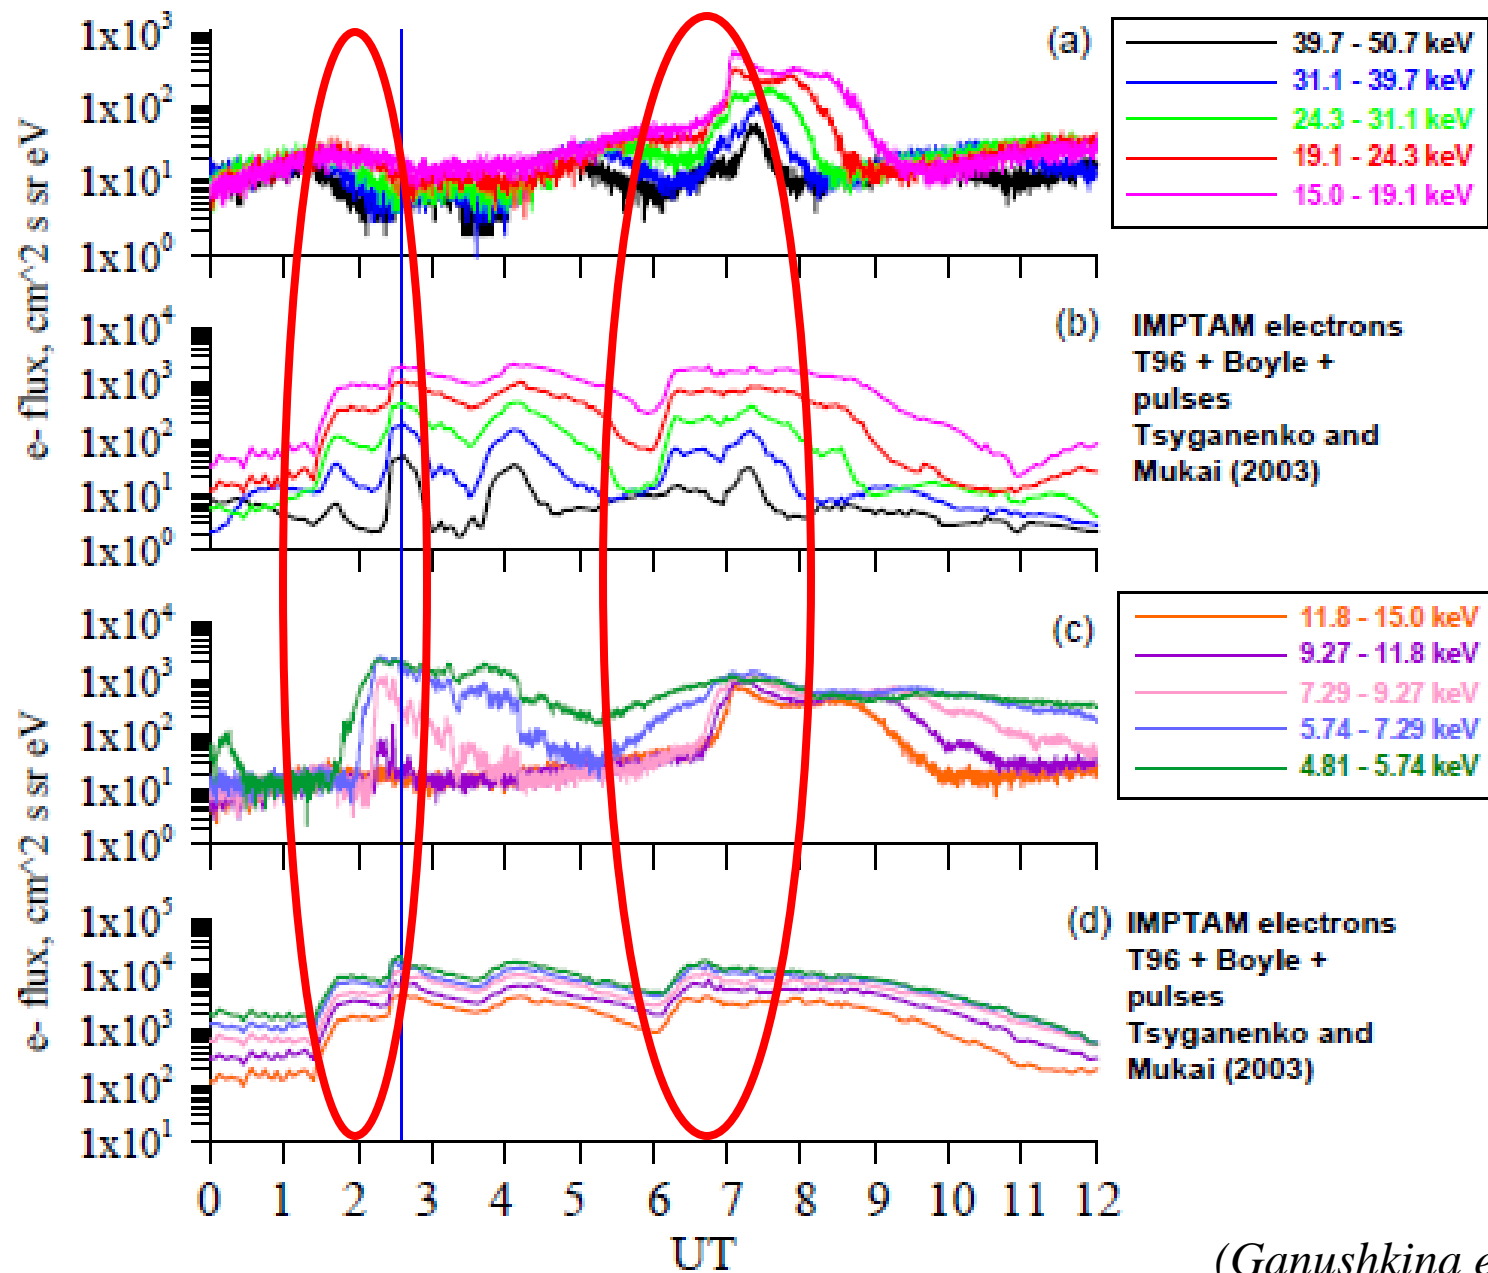 (a)
1x10³
1x10²
1x10¹
1x10⁰
e- flux, cm^2 s sr eV
39.7 - 50.7 keV
31.1 - 39.7 keV
24.3 - 31.1 keV
19.1 - 24.3 keV
15.0 - 19.1 keV
(b)
1x10⁴
1x10³
1x10²
1x10¹
1x10⁰
IMPTAM electrons
T96 + Boyle +
pulses
Tsyganenko and
Mukai (2003)
(c)
1x10⁴
1x10³
1x10²
1x10¹
1x10⁰
e- flux, cm^2 s sr eV
11.8 - 15.0 keV
9.27 - 11.8 keV
7.29 - 9.27 keV
5.74 - 7.29 keV
4.81 - 5.74 keV
(d)
1x10⁵
1x10⁴
1x10³
1x10²
1x10¹
IMPTAM electrons
T96 + Boyle +
pulses
Tsyganenko and
Mukai (2003)
0 1 2 3 4 5 6 7 8 9 10 11 12
UT
(Ganushkina e